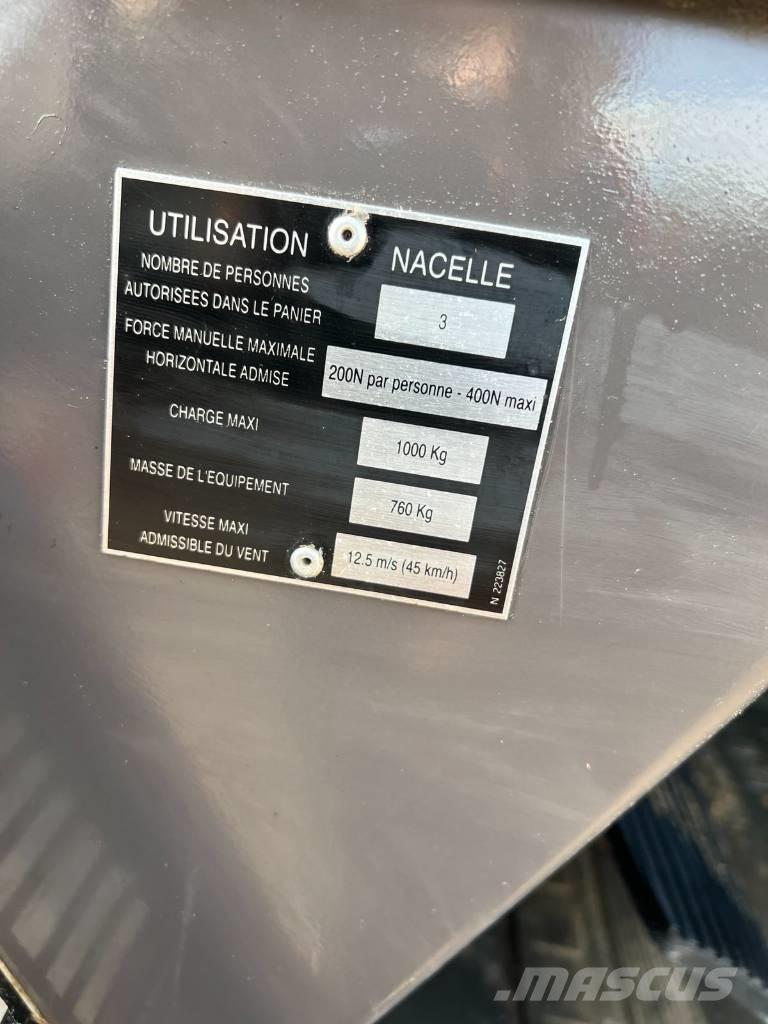 UTILISATION NACELLE
NOMBRE DE PERSONNES
AUTORISEES DANS LE PANIER 3
FORCE MANUELLE MAXIMALE
HORIZONTALE ADMISE 200N par personne - 400N maxi
CHARGE MAXI 1000 Kg
MASSE DE L'EQUIPEMENT 760 Kg
VITESSE MAXI
ADMISSIBLE DU VENT 12.5 m/s (45 km/h)
N 223827
MASCUS